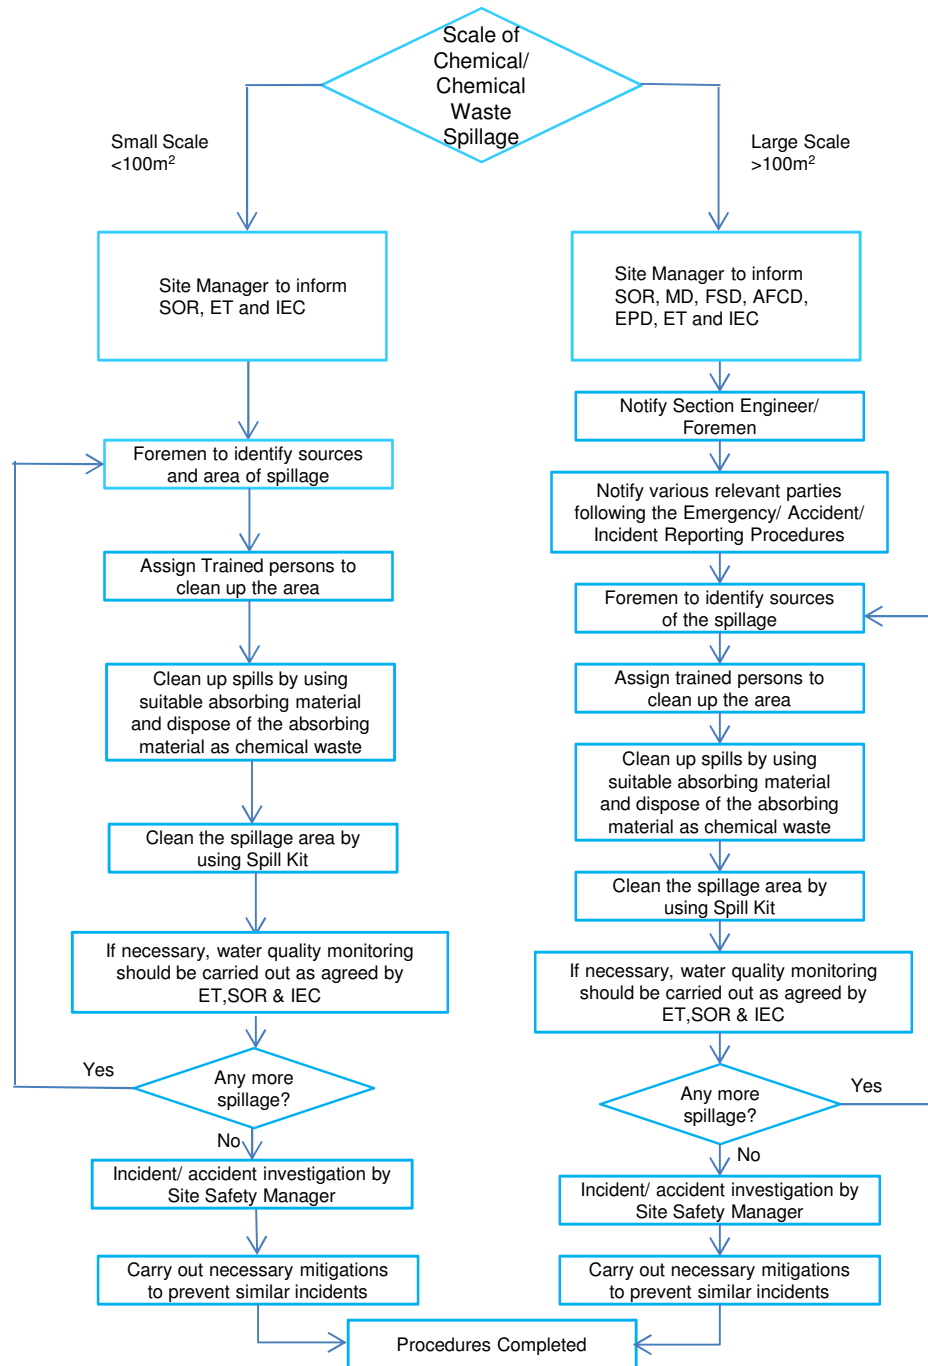 Scale of
Chemical/
Chemical
Waste
Spillage
Small Scale
<100m²
Large Scale
>100m²
Site Manager to inform
SOR, ET and IEC
Site Manager to inform
SOR, MD, FSD, AFCD,
EPD, ET and IEC
Notify Section Engineer/
Foremen
Foremen to identify sources
and area of spillage
Notify various relevant parties
following the Emergency/ Accident/
Incident Reporting Procedures
Assign Trained persons to
clean up the area
Foremen to identify sources
of the spillage
Clean up spills by using
suitable absorbing material
and dispose of the absorbing
material as chemical waste
Assign trained persons to
clean up the area
Clean up spills by using
suitable absorbing material
and dispose of the absorbing
material as chemical waste
Clean the spillage area by
using Spill Kit
Clean the spillage area by
using Spill Kit
If necessary, water quality monitoring
should be carried out as agreed by
ET,SOR & IEC
If necessary, water quality monitoring
should be carried out as agreed by
ET,SOR & IEC
Yes
Any more
spillage?
Any more
spillage?
Yes
No
No
Incident/ accident investigation by
Site Safety Manager
Incident/ accident investigation by
Site Safety Manager
Carry out necessary mitigations
to prevent similar incidents
Carry out necessary mitigations
to prevent similar incidents
Procedures Completed